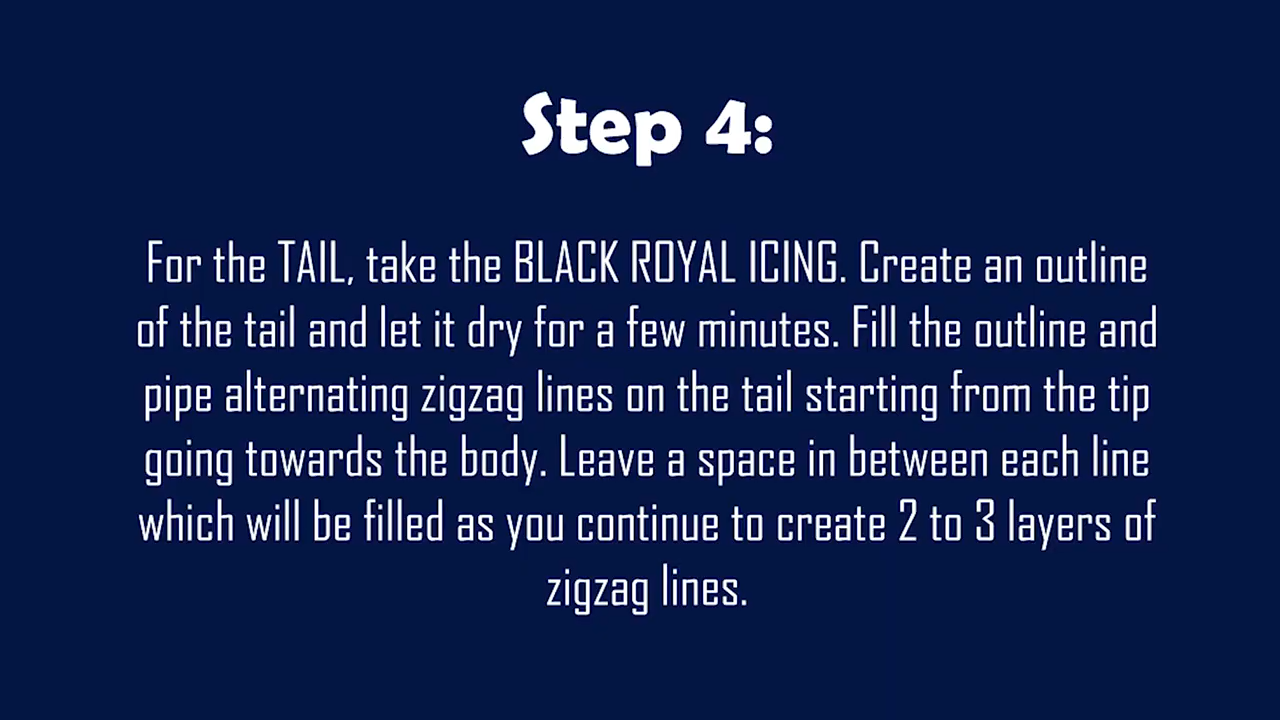 Step 4:
For the TAIL, take the BLACK ROYAL ICING. Create an outline
of the tail and let it dry for a few minutes. Fill the outline and
pipe alternating zigzag lines on the tail starting from the tip
going towards the body. Leave a space in between each line
which will be filled as you continue to create 2 to 3 layers of
zigzag lines.